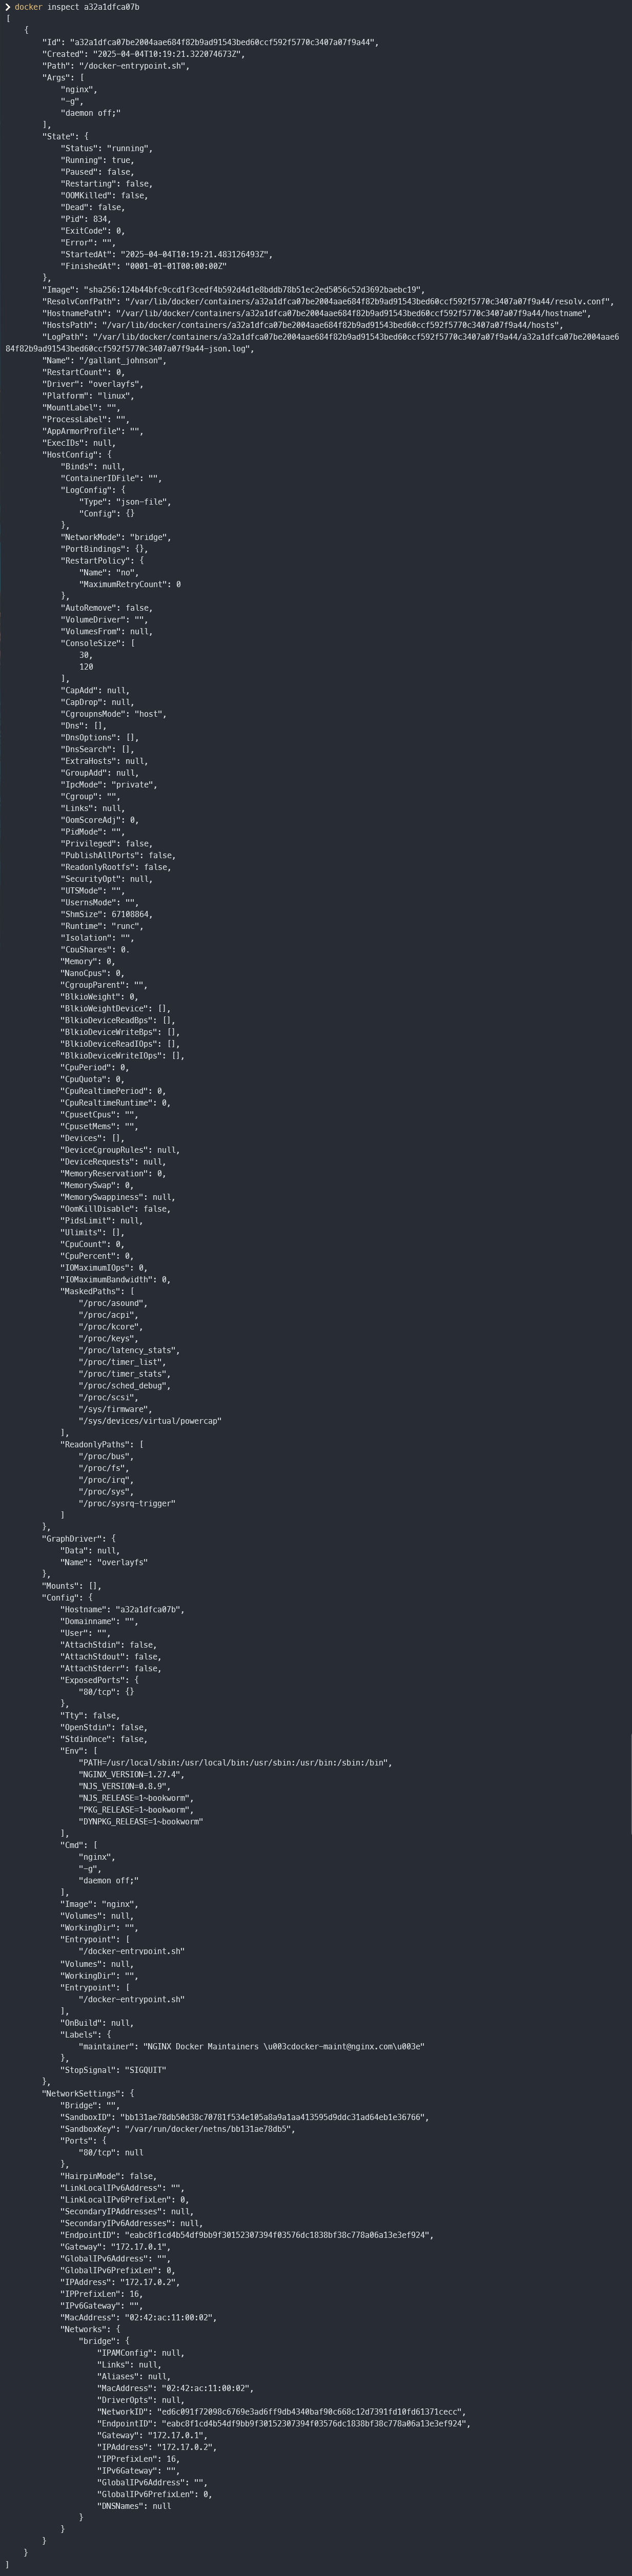 ❯ docker inspect a32a1dfca07b
[
    {
        "Id": "a32a1dfca07be2004aae684f82b9ad91543bed60ccf592f5770c3407a07f9a44",
        "Created": "2025-04-04T10:19:21.322074673Z",
        "Path": "/docker-entrypoint.sh",
        "Args": [
            "nginx",
            "-g",
            "daemon off;"
        ],
        "State": {
            "Status": "running",
            "Running": true,
            "Paused": false,
            "Restarting": false,
            "OOMKilled": false,
            "Dead": false,
            "Pid": 834,
            "ExitCode": 0,
            "Error": "",
            "StartedAt": "2025-04-04T10:19:21.483126493Z",
            "FinishedAt": "0001-01-01T00:00:00Z"
        },
        "Image": "sha256:124b44bfc9ccd1f3cedf4b592d4d1e8bddb78b51ec2ed5056c52d3692baebc19",
        "ResolvConfPath": "/var/lib/docker/containers/a32a1dfca07be2004aae684f82b9ad91543bed60ccf592f5770c3407a07f9a44/resolv.conf",
        "HostnamePath": "/var/lib/docker/containers/a32a1dfca07be2004aae684f82b9ad91543bed60ccf592f5770c3407a07f9a44/hostname",
        "HostsPath": "/var/lib/docker/containers/a32a1dfca07be2004aae684f82b9ad91543bed60ccf592f5770c3407a07f9a44/hosts",
        "LogPath": "/var/lib/docker/containers/a32a1dfca07be2004aae684f82b9ad91543bed60ccf592f5770c3407a07f9a44/a32a1dfca07be2004aae6
84f82b9ad91543bed60ccf592f5770c3407a07f9a44-json.log",
        "Name": "/gallant_johnson",
        "RestartCount": 0,
        "Driver": "overlayfs",
        "Platform": "linux",
        "MountLabel": "",
        "ProcessLabel": "",
        "AppArmorProfile": "",
        "ExecIDs": null,
        "HostConfig": {
            "Binds": null,
            "ContainerIDFile": "",
            "LogConfig": {
                "Type": "json-file",
                "Config": {}
            },
            "NetworkMode": "bridge",
            "PortBindings": {},
            "RestartPolicy": {
                "Name": "no",
                "MaximumRetryCount": 0
            },
            "AutoRemove": false,
            "VolumeDriver": "",
            "VolumesFrom": null,
            "ConsoleSize": [
                30,
                120
            ],
            "CapAdd": null,
            "CapDrop": null,
            "CgroupnsMode": "host",
            "Dns": [],
            "DnsOptions": [],
            "DnsSearch": [],
            "ExtraHosts": null,
            "GroupAdd": null,
            "IpcMode": "private",
            "Cgroup": "",
            "Links": null,
            "OomScoreAdj": 0,
            "PidMode": "",
            "Privileged": false,
            "PublishAllPorts": false,
            "ReadonlyRootfs": false,
            "SecurityOpt": null,
            "UTSMode": "",
            "UsernsMode": "",
            "ShmSize": 67108864,
            "Runtime": "runc",
            "Isolation": "",
            "CpuShares": 0,
            "Memory": 0,
            "NanoCpus": 0,
            "CgroupParent": "",
            "BlkioWeight": 0,
            "BlkioWeightDevice": [],
            "BlkioDeviceReadBps": [],
            "BlkioDeviceWriteBps": [],
            "BlkioDeviceReadIOps": [],
            "BlkioDeviceWriteIOps": [],
            "CpuPeriod": 0,
            "CpuQuota": 0,
            "CpuRealtimePeriod": 0,
            "CpuRealtimeRuntime": 0,
            "CpusetCpus": "",
            "CpusetMems": "",
            "Devices": [],
            "DeviceCgroupRules": null,
            "DeviceRequests": null,
            "MemoryReservation": 0,
            "MemorySwap": 0,
            "MemorySwappiness": null,
            "OomKillDisable": false,
            "PidsLimit": null,
            "Ulimits": [],
            "CpuCount": 0,
            "CpuPercent": 0,
            "IOMaximumIOps": 0,
            "IOMaximumBandwidth": 0,
            "MaskedPaths": [
                "/proc/asound",
                "/proc/acpi",
                "/proc/kcore",
                "/proc/keys",
                "/proc/latency_stats",
                "/proc/timer_list",
                "/proc/timer_stats",
                "/proc/sched_debug",
                "/proc/scsi",
                "/sys/firmware",
                "/sys/devices/virtual/powercap"
            ],
            "ReadonlyPaths": [
                "/proc/bus",
                "/proc/fs",
                "/proc/irq",
                "/proc/sys",
                "/proc/sysrq-trigger"
            ]
        },
        "GraphDriver": {
            "Data": null,
            "Name": "overlayfs"
        },
        "Mounts": [],
        "Config": {
            "Hostname": "a32a1dfca07b",
            "Domainname": "",
            "User": "",
            "AttachStdin": false,
            "AttachStdout": false,
            "AttachStderr": false,
            "ExposedPorts": {
                "80/tcp": {}
            },
            "Tty": false,
            "OpenStdin": false,
            "StdinOnce": false,
            "Env": [
                "PATH=/usr/local/sbin:/usr/local/bin:/usr/sbin:/usr/bin:/sbin:/bin",
                "NGINX_VERSION=1.27.4",
                "NJS_VERSION=0.8.9",
                "NJS_RELEASE=1~bookworm",
                "PKG_RELEASE=1~bookworm",
                "DYNPKG_RELEASE=1~bookworm"
            ],
            "Cmd": [
                "nginx",
                "-g",
                "daemon off;"
            ],
            "Image": "nginx",
            "Volumes": null,
            "WorkingDir": "",
            "Entrypoint": [
                "/docker-entrypoint.sh"
            "Volumes": null,
            "WorkingDir": "",
            "Entrypoint": [
                "/docker-entrypoint.sh"
            ],
            "OnBuild": null,
            "Labels": {
                "maintainer": "NGINX Docker Maintainers \u003cdocker-maint@nginx.com\u003e"
            },
            "StopSignal": "SIGQUIT"
        },
        "NetworkSettings": {
            "Bridge": "",
            "SandboxID": "bb131ae78db50d38c70781f534e105a8a9a1aa413595d9ddc31ad64eb1e36766",
            "SandboxKey": "/var/run/docker/netns/bb131ae78db5",
            "Ports": {
                "80/tcp": null
            },
            "HairpinMode": false,
            "LinkLocalIPv6Address": "",
            "LinkLocalIPv6PrefixLen": 0,
            "SecondaryIPAddresses": null,
            "SecondaryIPv6Addresses": null,
            "EndpointID": "eabc8f1cd4b54df9bb9f30152307394f03576dc1838bf38c778a06a13e3ef924",
            "Gateway": "172.17.0.1",
            "GlobalIPv6Address": "",
            "GlobalIPv6PrefixLen": 0,
            "IPAddress": "172.17.0.2",
            "IPPrefixLen": 16,
            "IPv6Gateway": "",
            "MacAddress": "02:42:ac:11:00:02",
            "Networks": {
                "bridge": {
                    "IPAMConfig": null,
                    "Links": null,
                    "Aliases": null,
                    "MacAddress": "02:42:ac:11:00:02",
                    "DriverOpts": null,
                    "NetworkID": "ed6c091f72098c6769e3ad6ff9db4340baf90c668c12d7391fd10fd61371cecc",
                    "EndpointID": "eabc8f1cd4b54df9bb9f30152307394f03576dc1838bf38c778a06a13e3ef924",
                    "Gateway": "172.17.0.1",
                    "IPAddress": "172.17.0.2",
                    "IPPrefixLen": 16,
                    "IPv6Gateway": "",
                    "GlobalIPv6Address": "",
                    "GlobalIPv6PrefixLen": 0,
                    "DNSNames": null
                }
            }
        }
    }
]